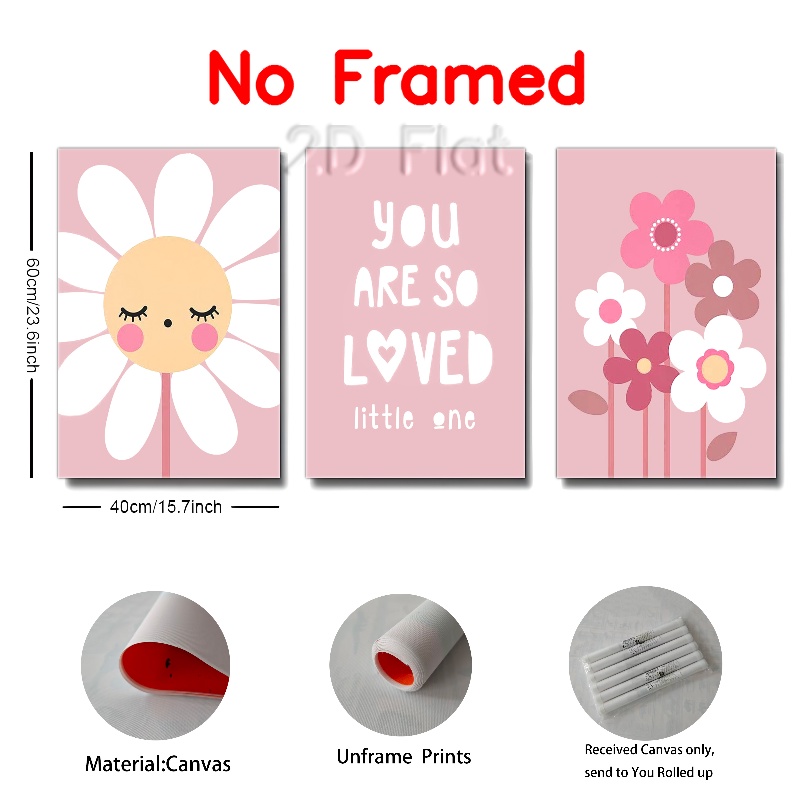 No Framed
2D Flat
60cm/23.6inch
YOU
ARE SO
LOVED
little one
40cm/15.7inch
Material:Canvas
Unframe Prints
Received Canvas only,
send to You Rolled up